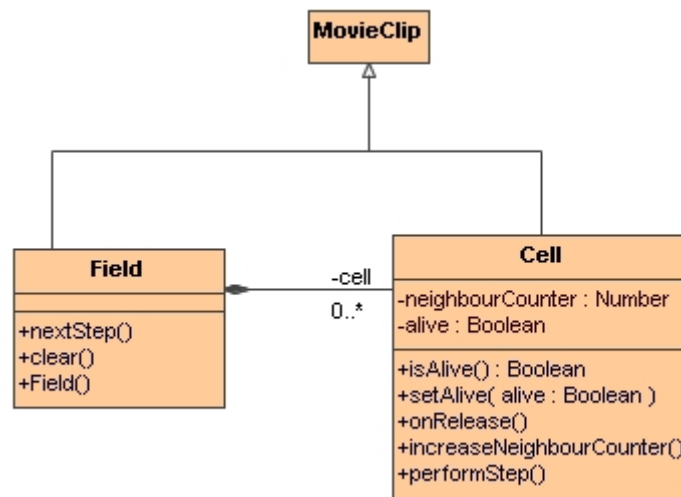 MovieClip
Field
+nextStep()
+clear()
+Field()
-cell
0..*
Cell
-neighbourCounter : Number
-alive : Boolean
+isAlive() : Boolean
+setAlive( alive : Boolean )
+onRelease()
+increaseNeighbourCounter()
+performStep()